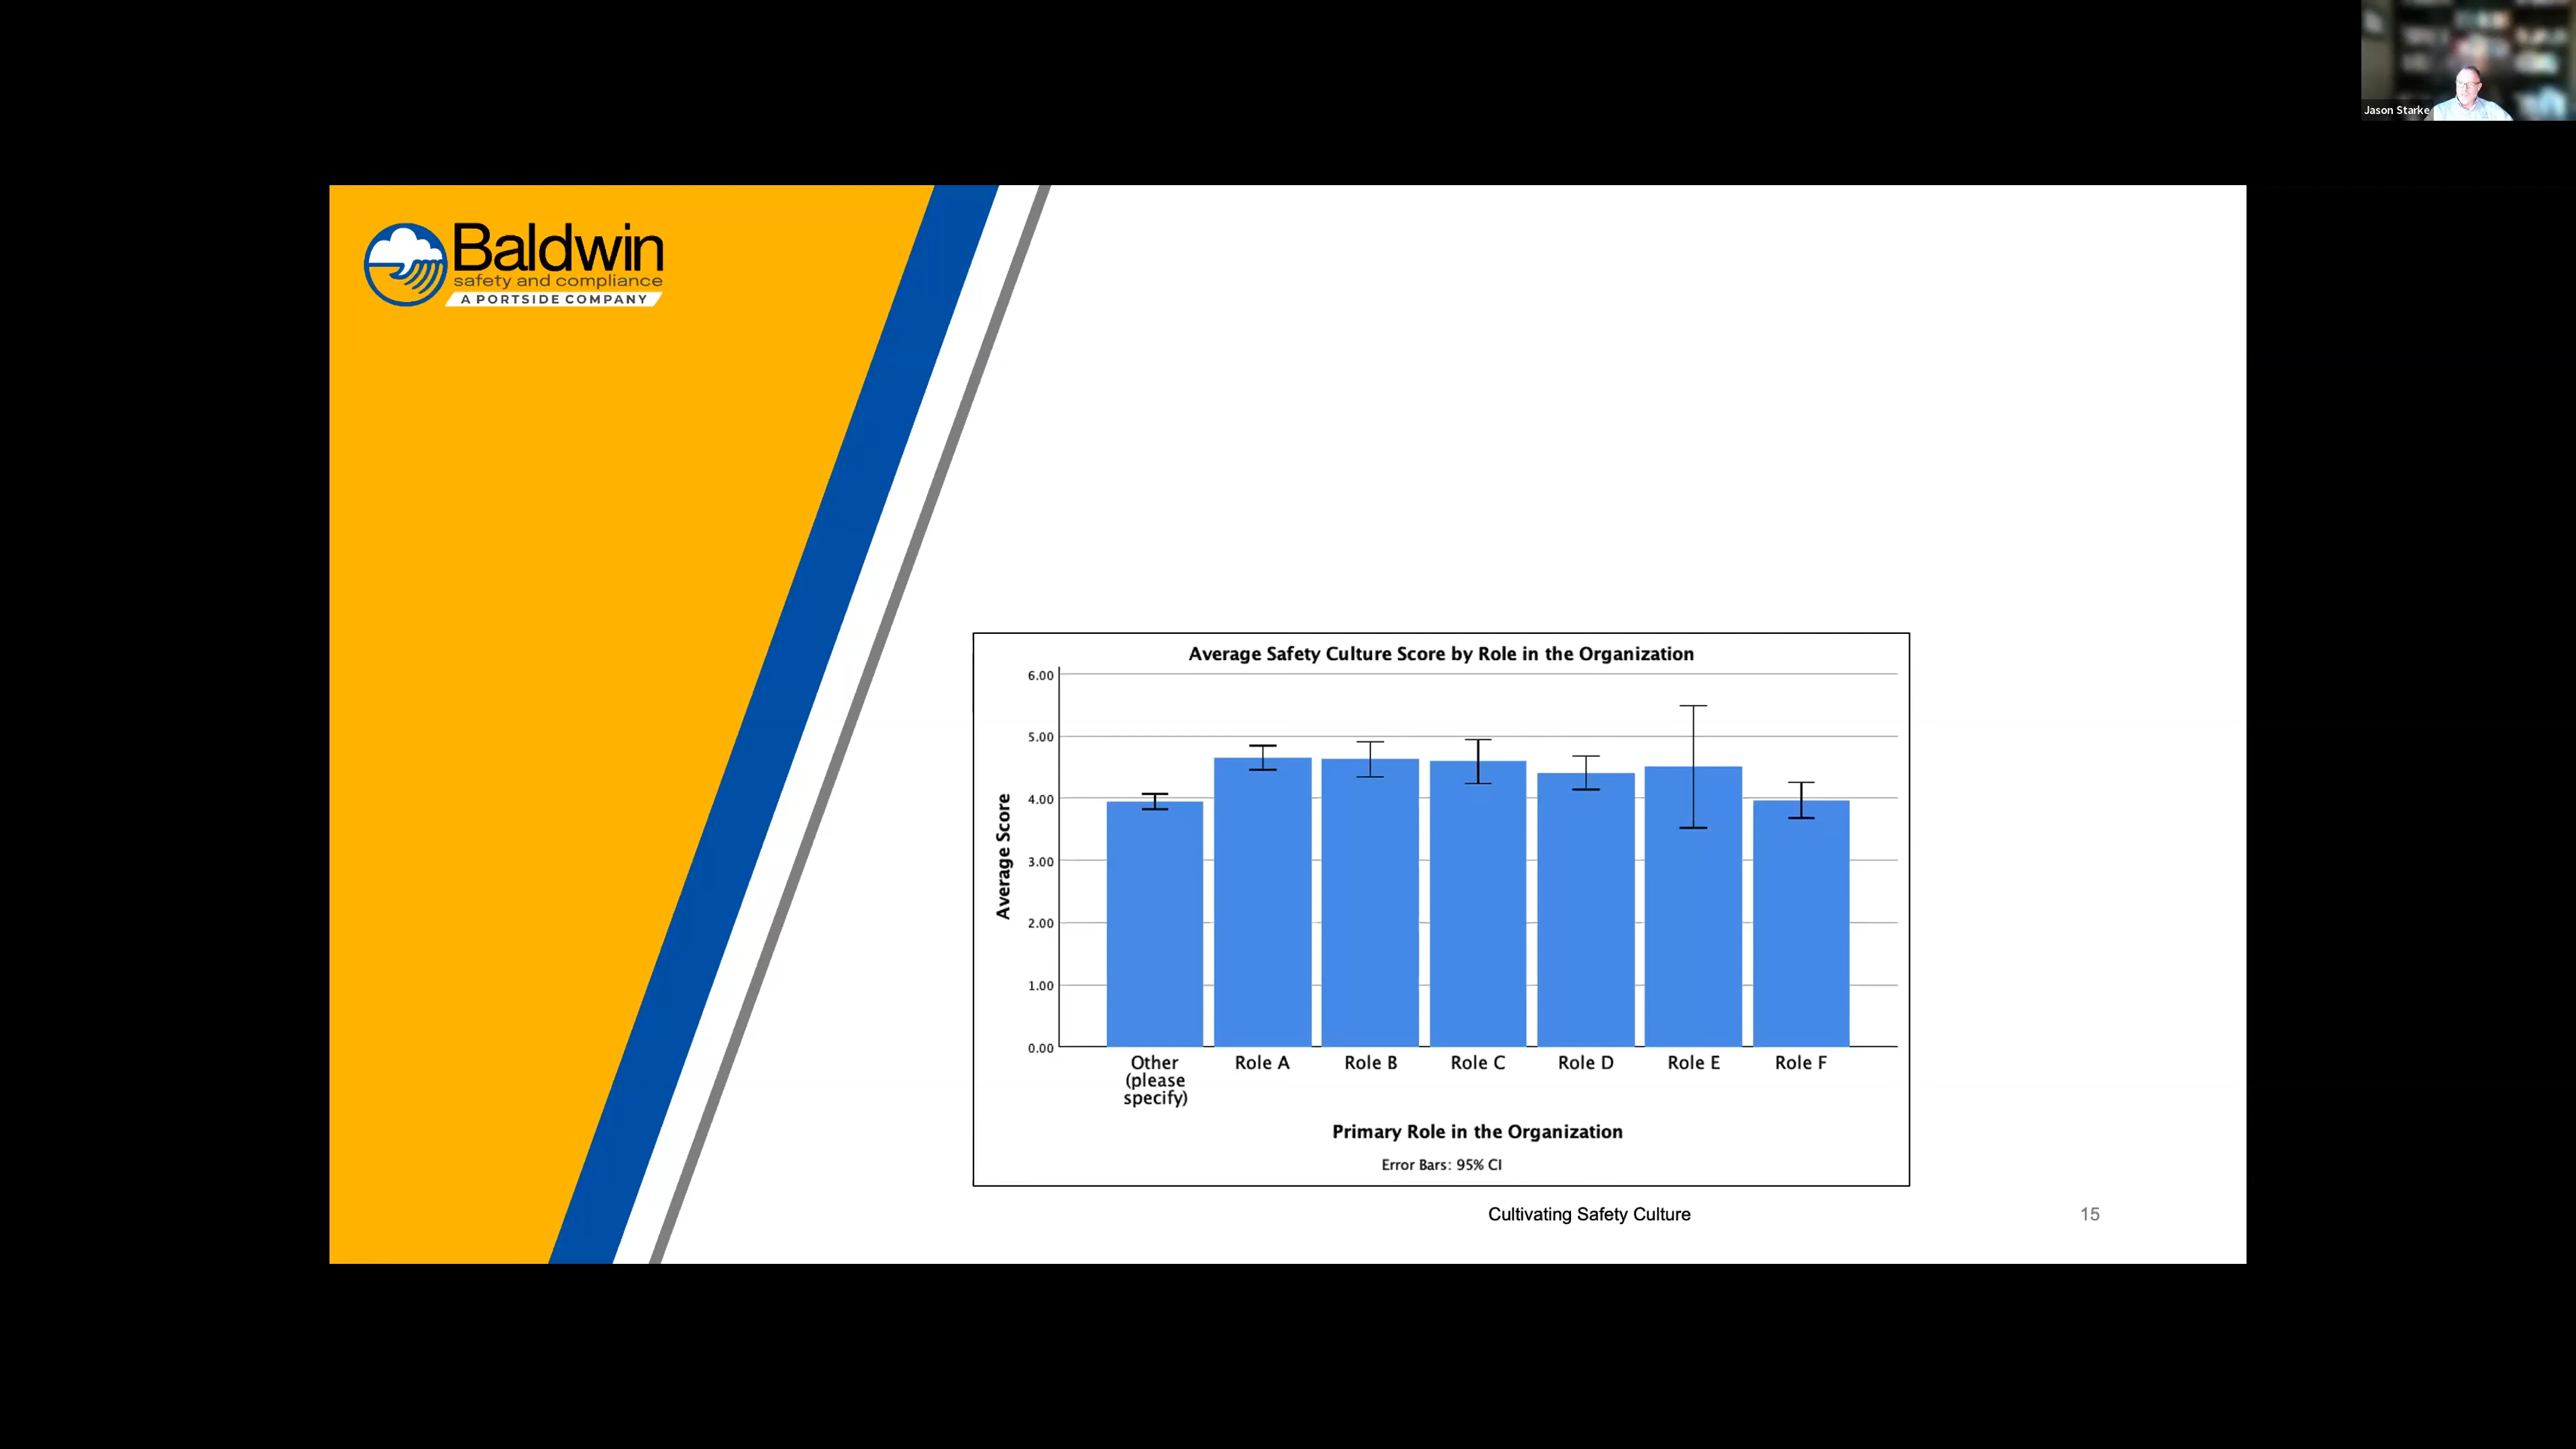 Jason Starke
Baldwin
safety and compliance
A PORTSIDE COMPANY
Average Safety Culture Score by Role in the Organization
6.00
5.00
4.00
3.00
2.00
1.00
0.00
Average Score
Other
(please
specify)
Role A
Role B
Role C
Role D
Role E
Role F
Primary Role in the Organization
Error Bars: 95% CI
Cultivating Safety Culture
15